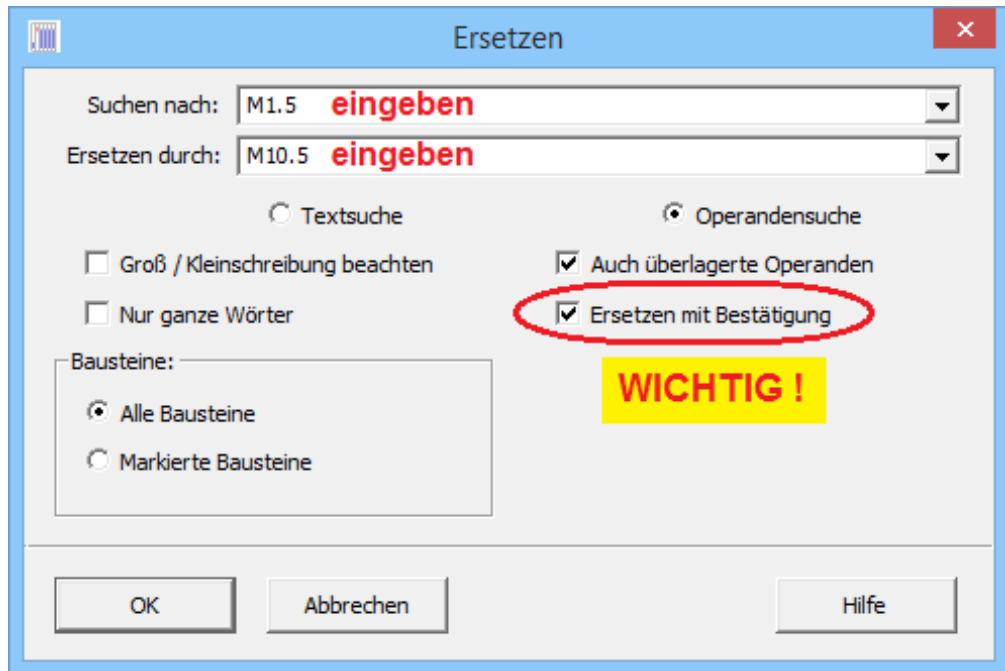 Ersetzen
Suchen nach: M1.5 eingeben
Ersetzen durch: M10.5 eingeben
Textsuche Operandensuche
Groß / Kleinschreibung beachten Auch überlagerte Operanden
Nur ganze Wörter Ersetzen mit Bestätigung
Bausteine:
WICHTIG !
Alle Bausteine
Markierte Bausteine
OK Abbrechen Hilfe